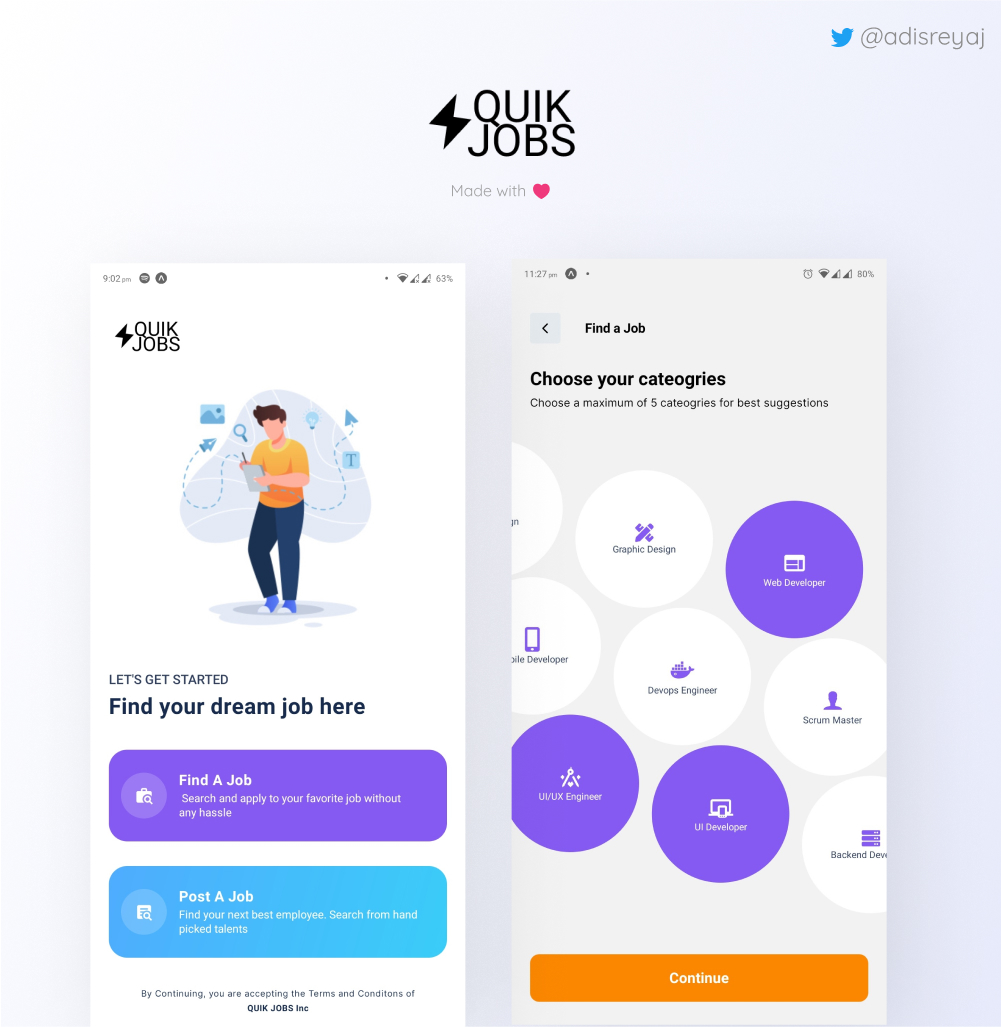 @adisreyaj
QUIK
JOBS
Made with
9:02 pm
63%
QUIK
JOBS
T
LET'S GET STARTED
Find your dream job here
Find A Job
Search and apply to your favorite job without
any hassle
Post A Job
Find your next best employee. Search from hand
picked talents
By Continuing, you are accepting the Terms and Conditons of
QUIK JOBS Inc
11:27 pm
80%
Find a Job
Choose your cateogries
Choose a maximum of 5 cateogries for best suggestions
gn
Graphic Design
Web Developer
bile Developer
Devops Engineer
Scrum Master
UI/UX Engineer
UI Developer
Backend Deve
Continue